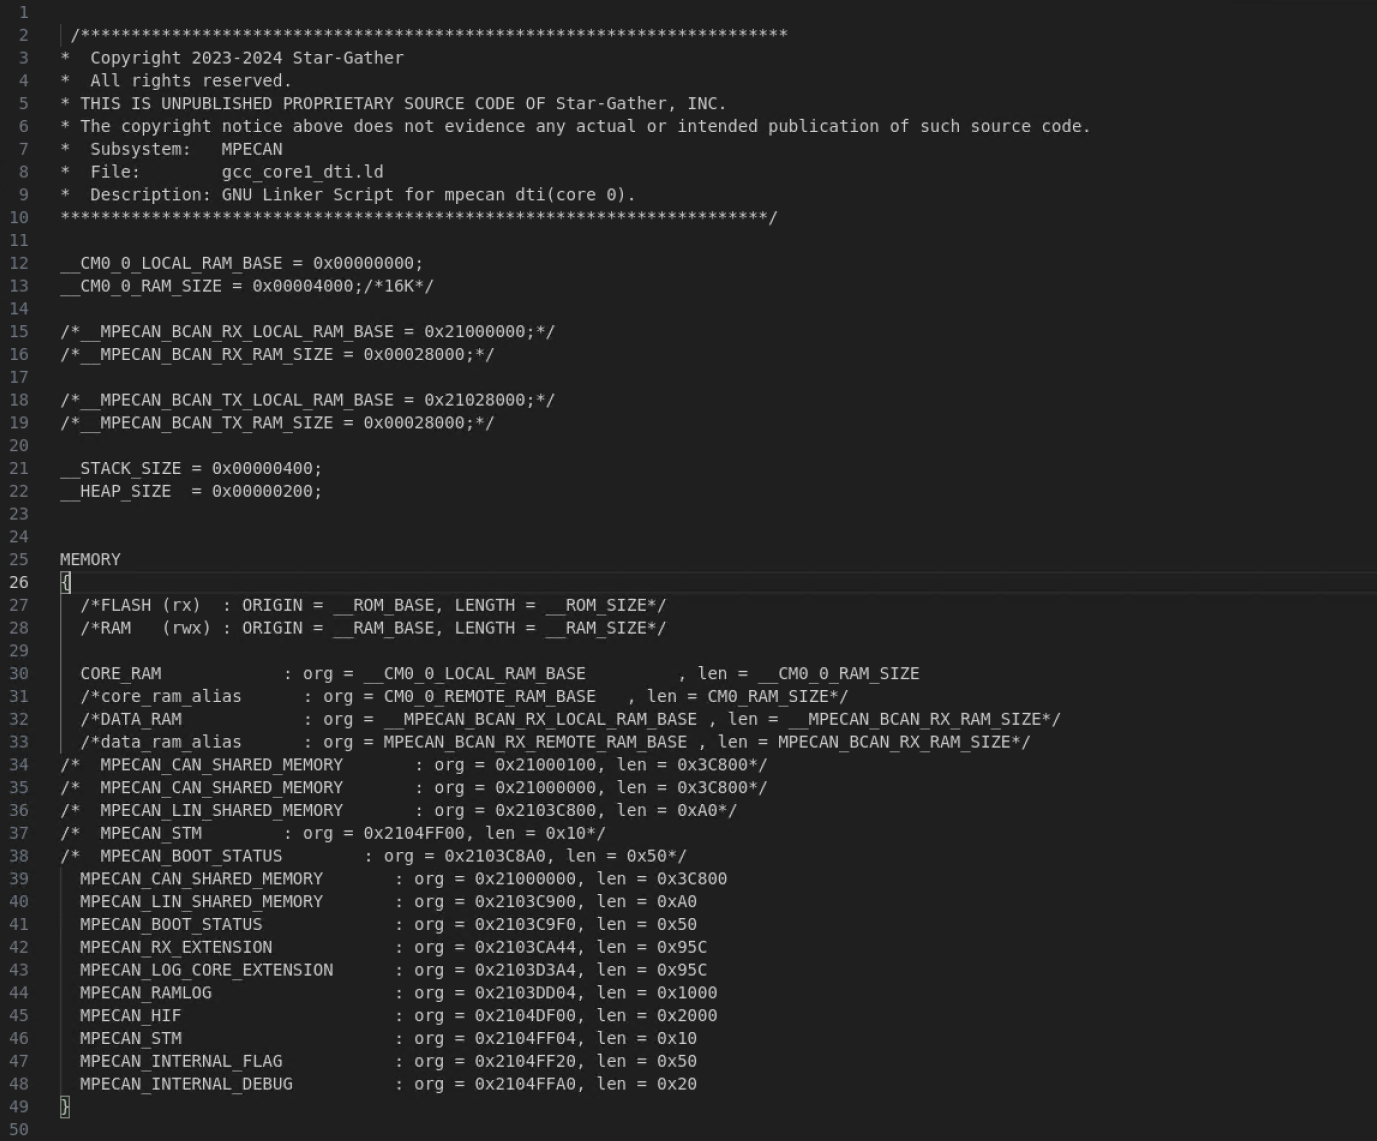 1
2 /**********************************************************************
3 *  Copyright 2023-2024 Star-Gather
4 *  All rights reserved.
5 * THIS IS UNPUBLISHED PROPRIETARY SOURCE CODE OF Star-Gather, INC.
6 * The copyright notice above does not evidence any actual or intended publication of such source code.
7 *  Subsystem:   MPECAN
8 *  File:        gcc_core1_dti.ld
9 *  Description: GNU Linker Script for mpecan dti(core 0).
10 **********************************************************************/
11
12 __CM0_0_LOCAL_RAM_BASE = 0x00000000;
13 __CM0_0_RAM_SIZE = 0x00004000;/*16K*/
14
15 /*__MPECAN_BCAN_RX_LOCAL_RAM_BASE = 0x21000000;*/
16 /*__MPECAN_BCAN_RX_RAM_SIZE = 0x00028000;*/
17
18 /*__MPECAN_BCAN_TX_LOCAL_RAM_BASE = 0x21028000;*/
19 /*__MPECAN_BCAN_TX_RAM_SIZE = 0x00028000;*/
20
21 __STACK_SIZE = 0x00000400;
22 __HEAP_SIZE  = 0x00000200;
23
24
25 MEMORY
26 {
27   /*FLASH (rx)  : ORIGIN = __ROM_BASE, LENGTH = __ROM_SIZE*/
28   /*RAM   (rwx) : ORIGIN = __RAM_BASE, LENGTH = __RAM_SIZE*/
29
30   CORE_RAM            : org = __CM0_0_LOCAL_RAM_BASE         , len = __CM0_0_RAM_SIZE
31   /*core_ram_alias      : org = CM0_0_REMOTE_RAM_BASE   , len = CM0_RAM_SIZE*/
32   /*DATA_RAM            : org = __MPECAN_BCAN_RX_LOCAL_RAM_BASE , len = __MPECAN_BCAN_RX_RAM_SIZE*/
33   /*data_ram_alias      : org = MPECAN_BCAN_RX_REMOTE_RAM_BASE , len = MPECAN_BCAN_RX_RAM_SIZE*/
34 /*  MPECAN_CAN_SHARED_MEMORY       : org = 0x21000100, len = 0x3C800*/
35 /*  MPECAN_CAN_SHARED_MEMORY       : org = 0x21000000, len = 0x3C800*/
36 /*  MPECAN_LIN_SHARED_MEMORY       : org = 0x2103C800, len = 0xA0*/
37 /*  MPECAN_STM        : org = 0x2104FF00, len = 0x10*/
38 /*  MPECAN_BOOT_STATUS        : org = 0x2103C8A0, len = 0x50*/
39   MPECAN_CAN_SHARED_MEMORY       : org = 0x21000000, len = 0x3C800
40   MPECAN_LIN_SHARED_MEMORY       : org = 0x2103C900, len = 0xA0
41   MPECAN_BOOT_STATUS             : org = 0x2103C9F0, len = 0x50
42   MPECAN_RX_EXTENSION            : org = 0x2103CA44, len = 0x95C
43   MPECAN_LOG_CORE_EXTENSION      : org = 0x2103D3A4, len = 0x95C
44   MPECAN_RAMLOG                  : org = 0x2103DD04, len = 0x1000
45   MPECAN_HIF                     : org = 0x2104DF00, len = 0x2000
46   MPECAN_STM                     : org = 0x2104FF04, len = 0x10
47   MPECAN_INTERNAL_FLAG           : org = 0x2104FF20, len = 0x50
48   MPECAN_INTERNAL_DEBUG          : org = 0x2104FFA0, len = 0x20
49 }
50